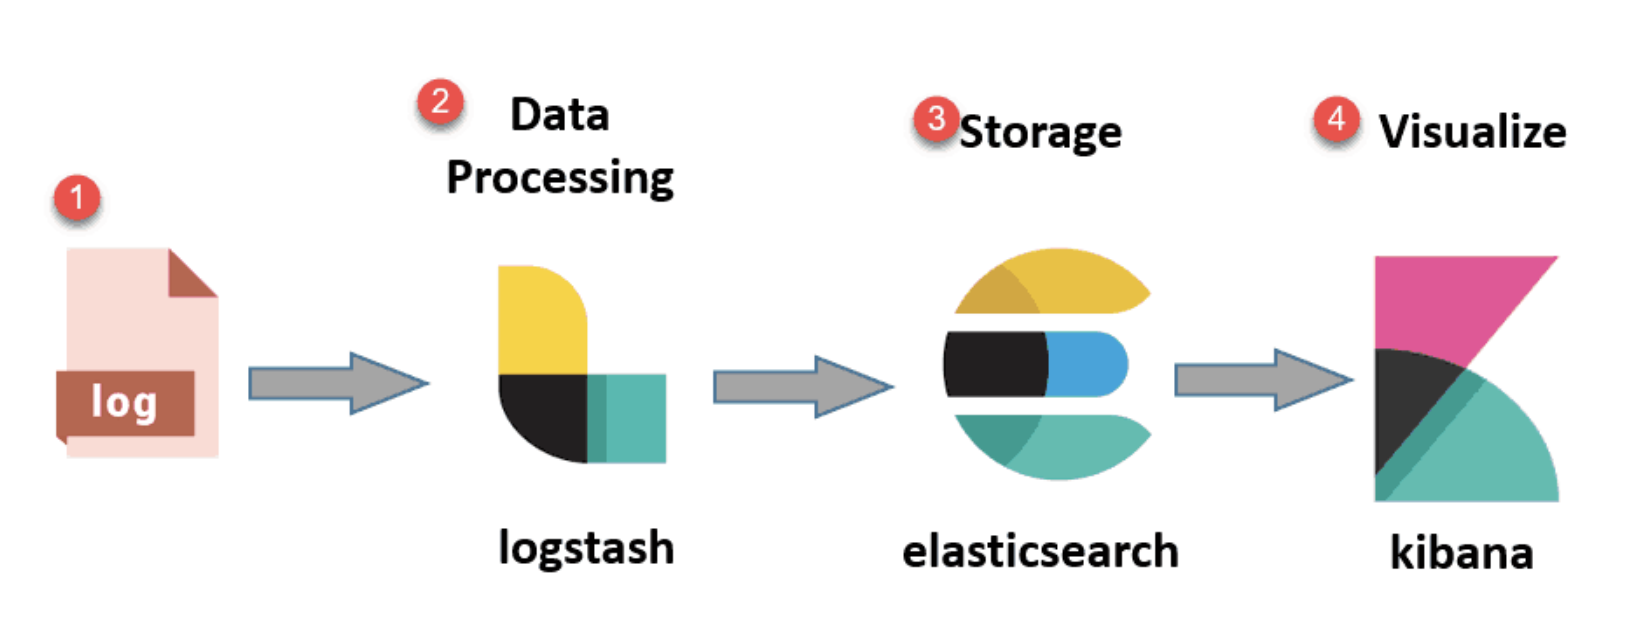 1
log
2
Data
Processing
logstash
3
Storage
elasticsearch
4
Visualize
kibana